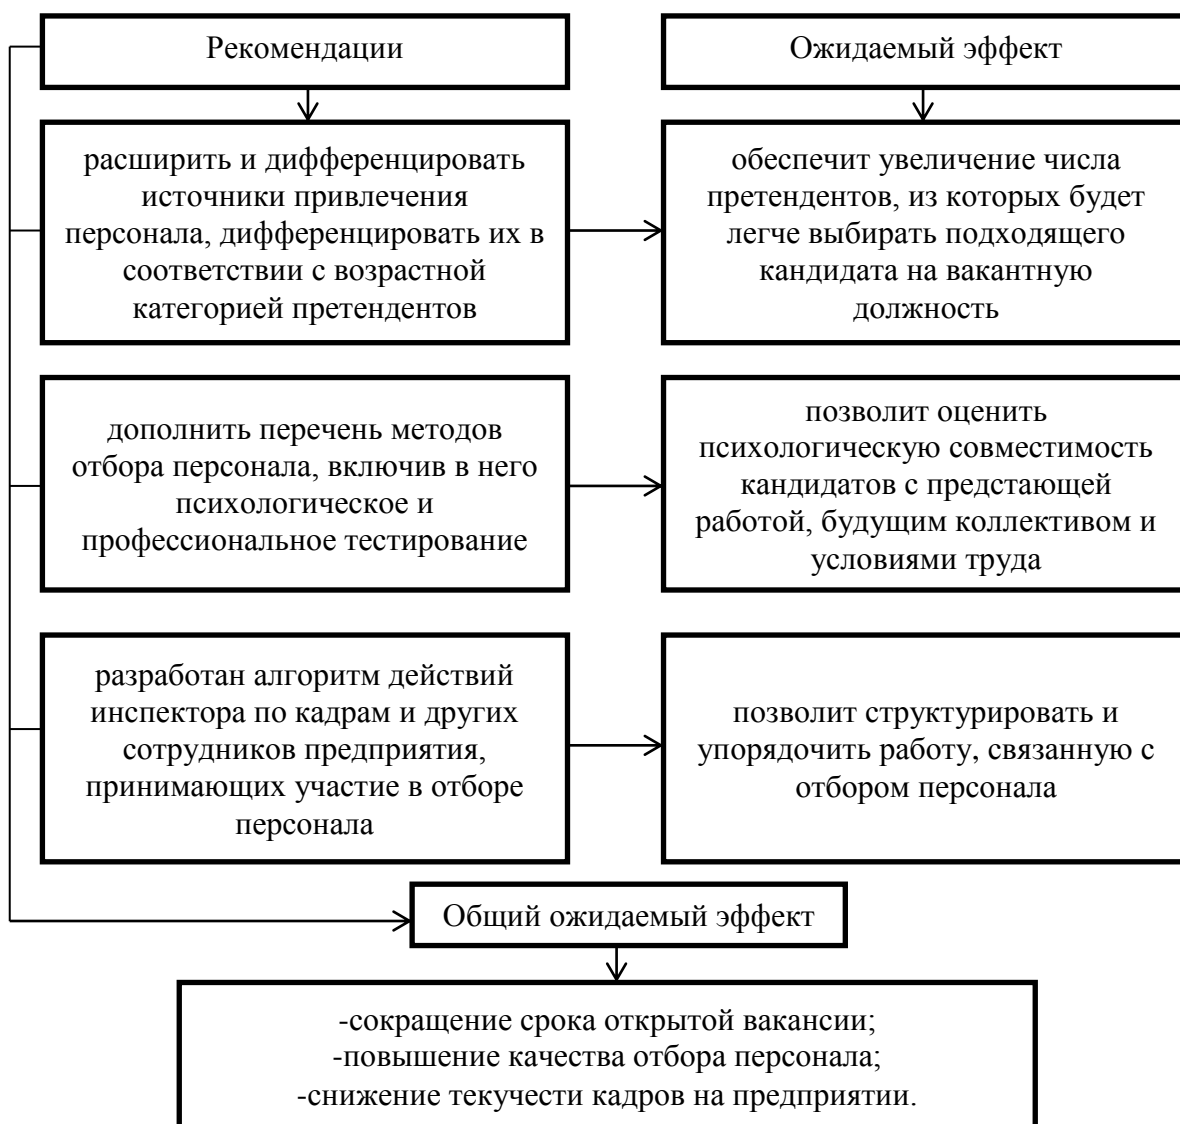 Рекомендации
Ожидаемый эффект
расширить и дифференцировать
источники привлечения
персонала, дифференцировать их в
соответствии с возрастной
категорией претендентов
обеспечит увеличение числа
претендентов, из которых будет
легче выбирать подходящего
кандидата на вакантную
должность
дополнить перечень методов
отбора персонала, включив в него
психологическое и
профессиональное тестирование
позволит оценить
психологическую совместимость
кандидатов с предстающей
работой, будущим коллективом и
условиями труда
разработан алгоритм действий
инспектора по кадрам и других
сотрудников предприятия,
принимающих участие в отборе
персонала
позволит структурировать и
упорядочить работу, связанную с
отбором персонала
Общий ожидаемый эффект
-сокращение срока открытой вакансии;
-повышение качества отбора персонала;
-снижение текучести кадров на предприятии.